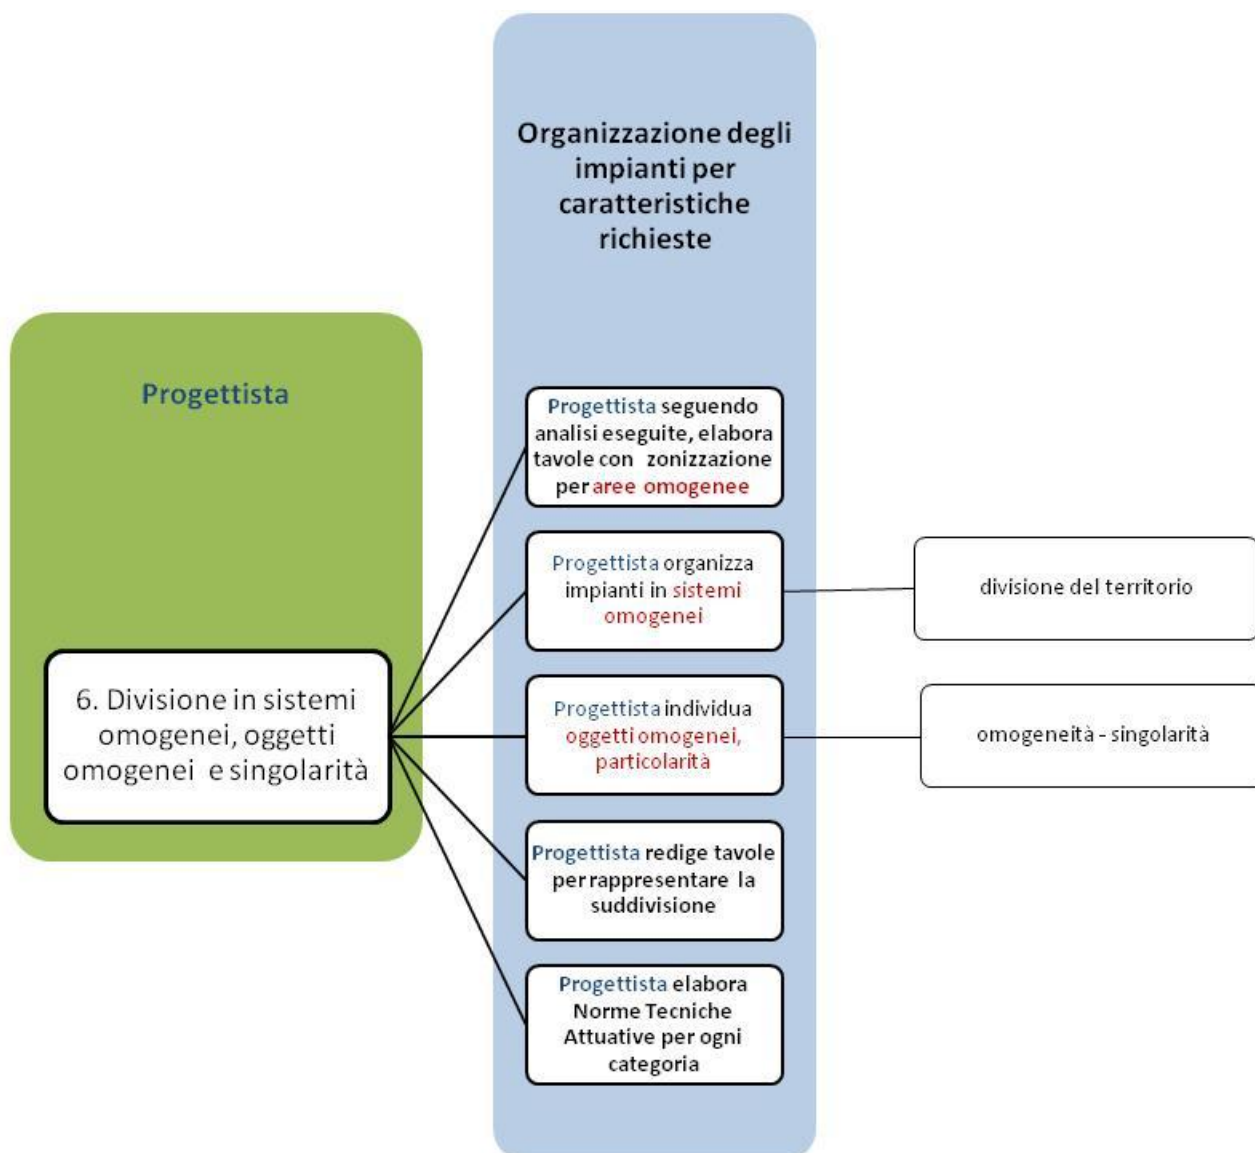 Organizzazione degli
impianti per
caratteristiche
richieste
Progettista
6. Divisione in sistemi
omogenei, oggetti
omogenei e singolarità
Progettista seguendo
analisi eseguite, elabora
tavole con zonizzazione
per aree omogenee
Progettista organizza
impianti in sistemi
omogenei
divisione del territorio
Progettista individua
oggetti omogenei,
particolarità
omogeneità - singolarità
Progettista redige tavole
per rappresentare la
suddivisione
Progettista elabora
Norme Tecniche
Attuative per ogni
categoria